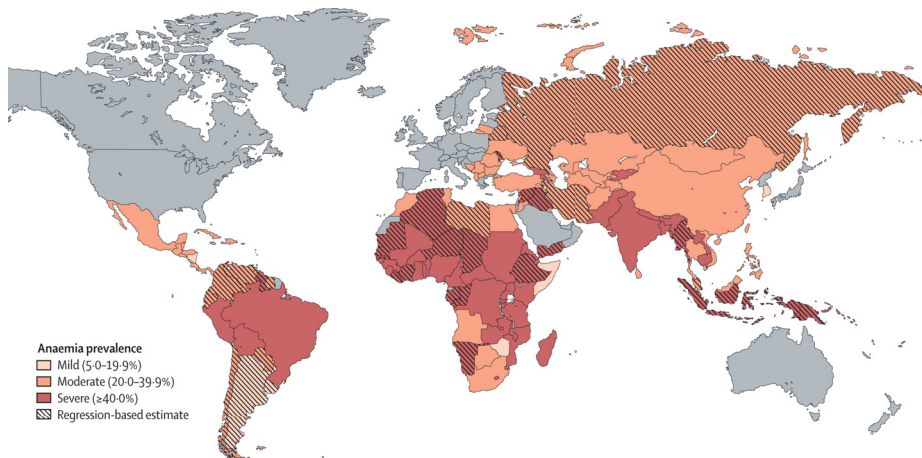 Anaemia prevalence
Mild (5·0–19·9%)
Moderate (20·0–39·9%)
Severe (≥40·0%)
Regression-based estimate